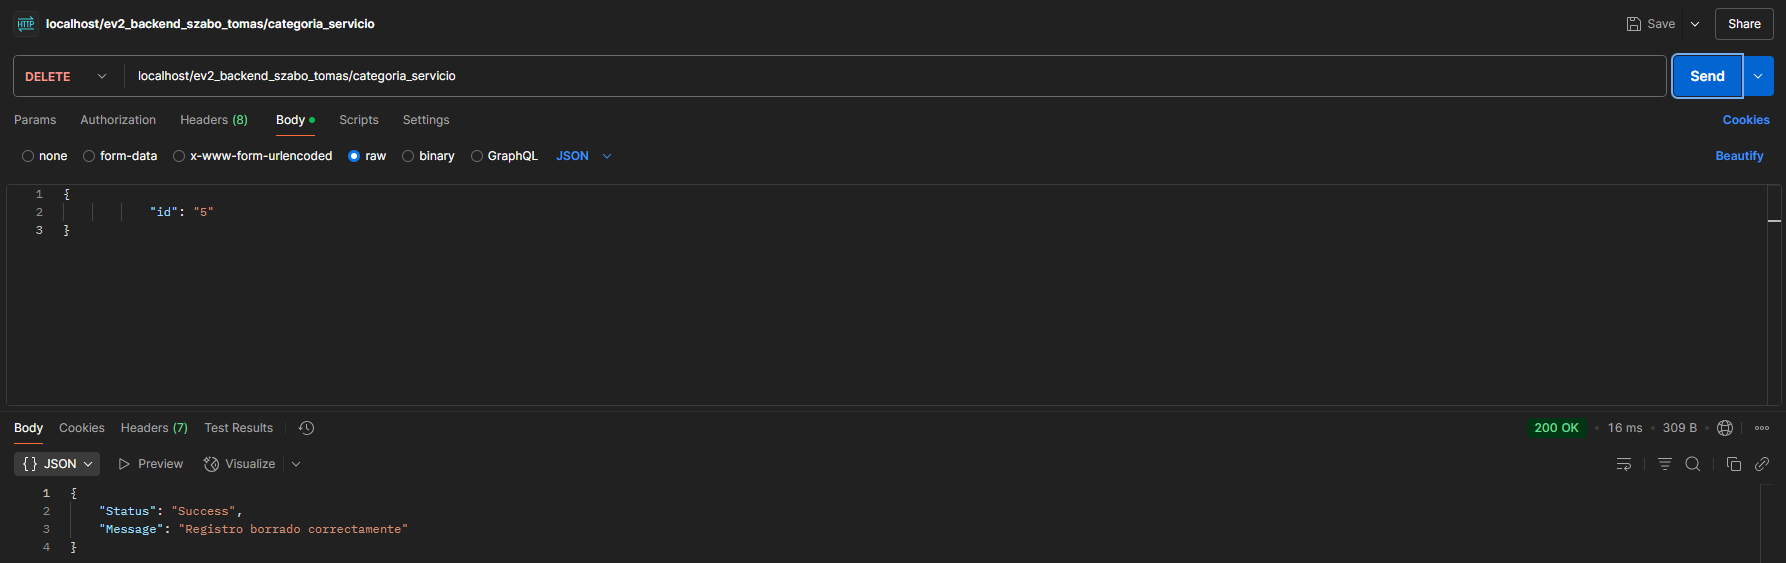 HTTP localhost/ev2_backend_szabo_tomas/categoria_servicio Save Share
DELETE localhost/ev2_backend_szabo_tomas/categoria_servicio Send
Params Authorization Headers (8) Body Scripts Settings Cookies
none form-data x-www-form-urlencoded raw binary GraphQL JSON Beautify
1 {
2 "id": "5"
3 }
Body Cookies Headers (7) Test Results 200 OK • 16 ms • 309 B
{} JSON Preview Visualize
1 {
2 "Status": "Success",
3 "Message": "Registro borrado correctamente"
4 }